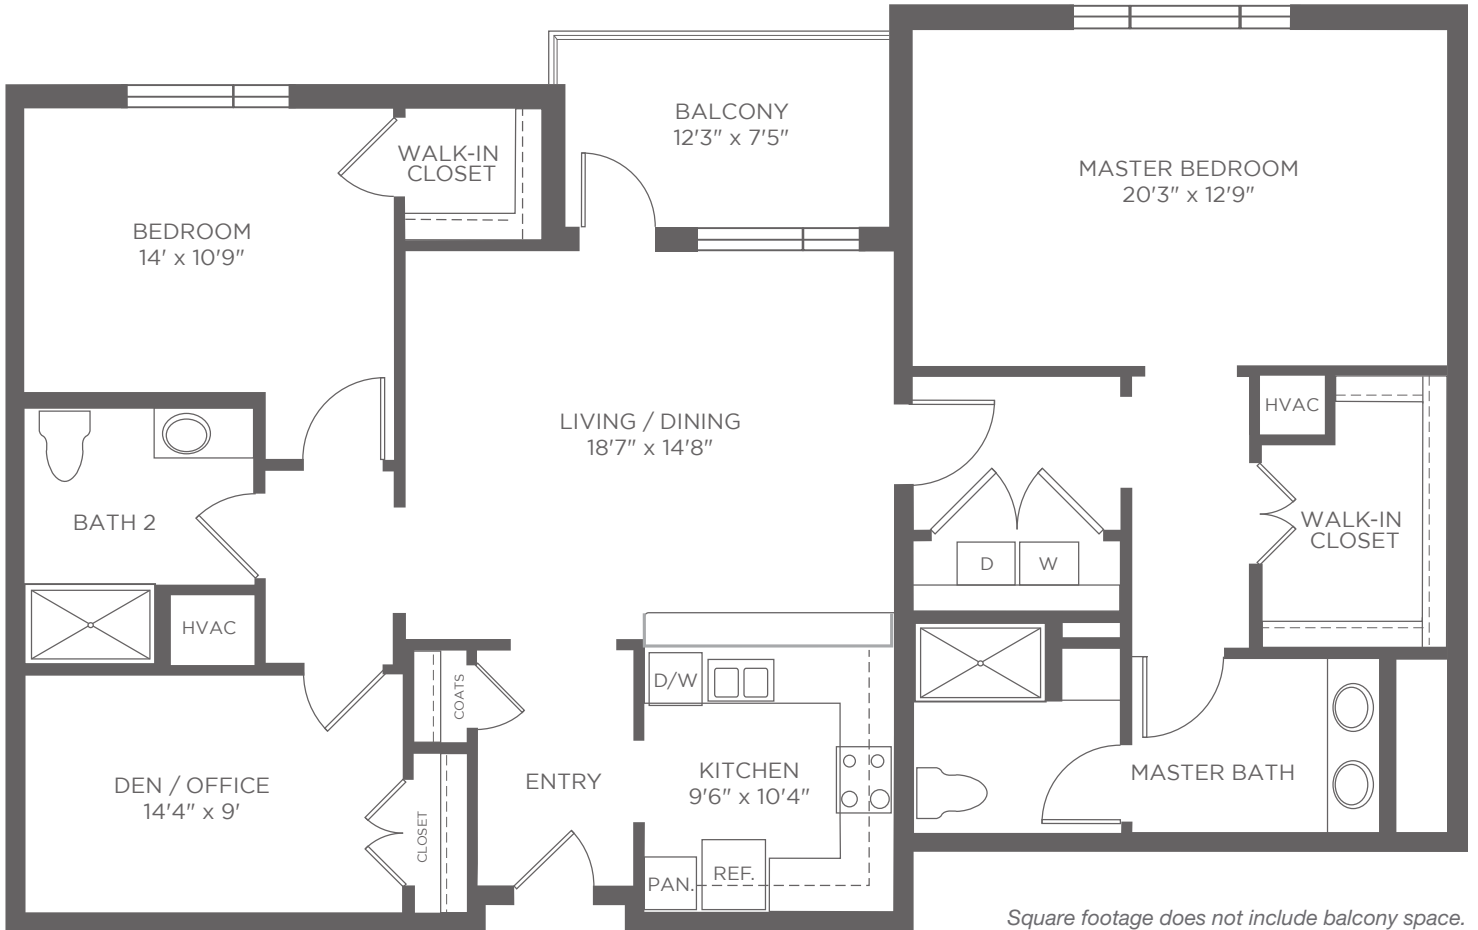 BALCONY
12'3" x 7'5"
WALK-IN
CLOSET
MASTER BEDROOM
20'3" x 12'9"
BEDROOM
14' x 10'9"
LIVING / DINING
18'7" x 14'8"
HVAC
BATH 2
WALK-IN
CLOSET
D
W
HVAC
D/W
COATS
DEN / OFFICE
14'4" x 9'
ENTRY
KITCHEN
9'6" x 10'4"
MASTER BATH
CLOSET
PAN.
REF.
Square footage does not include balcony space.